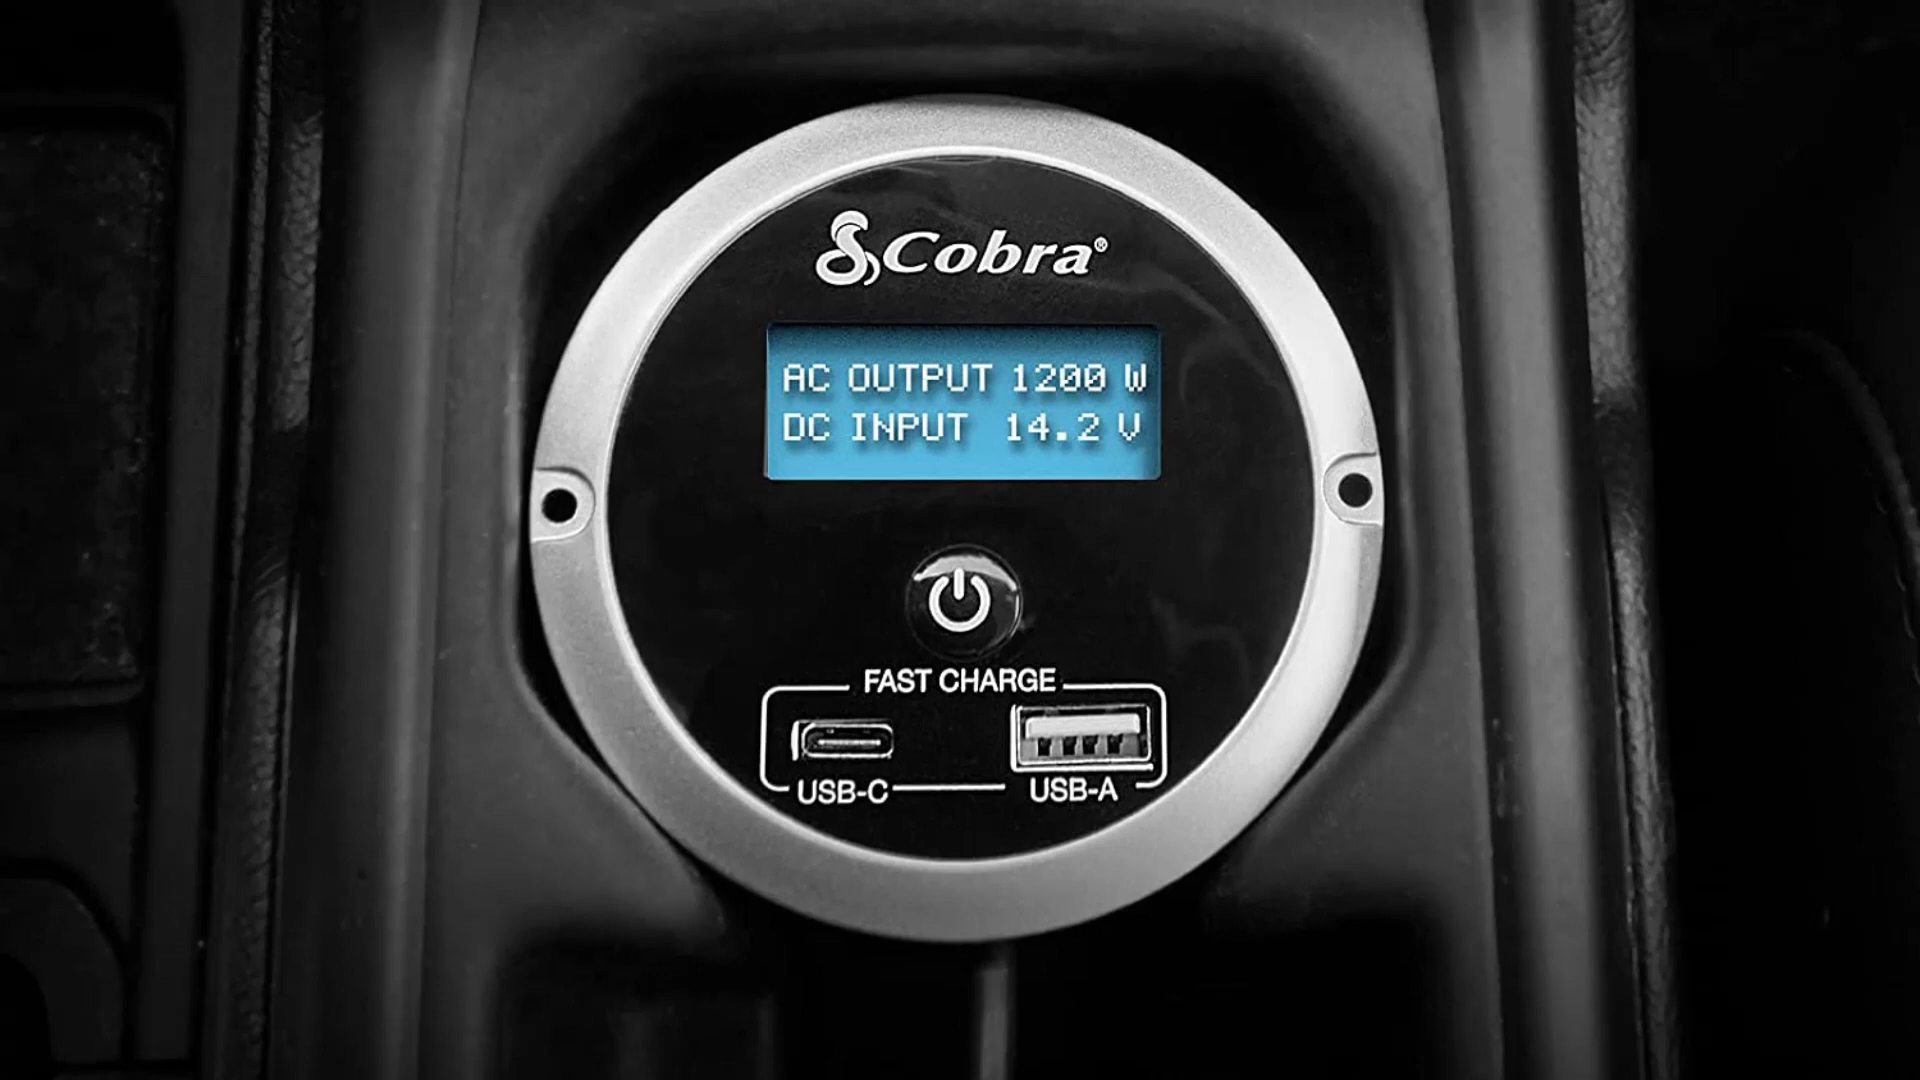 Cobra®
AC OUTPUT 1200 W
DC INPUT 14.2 V
FAST CHARGE
USB-C
USB-A